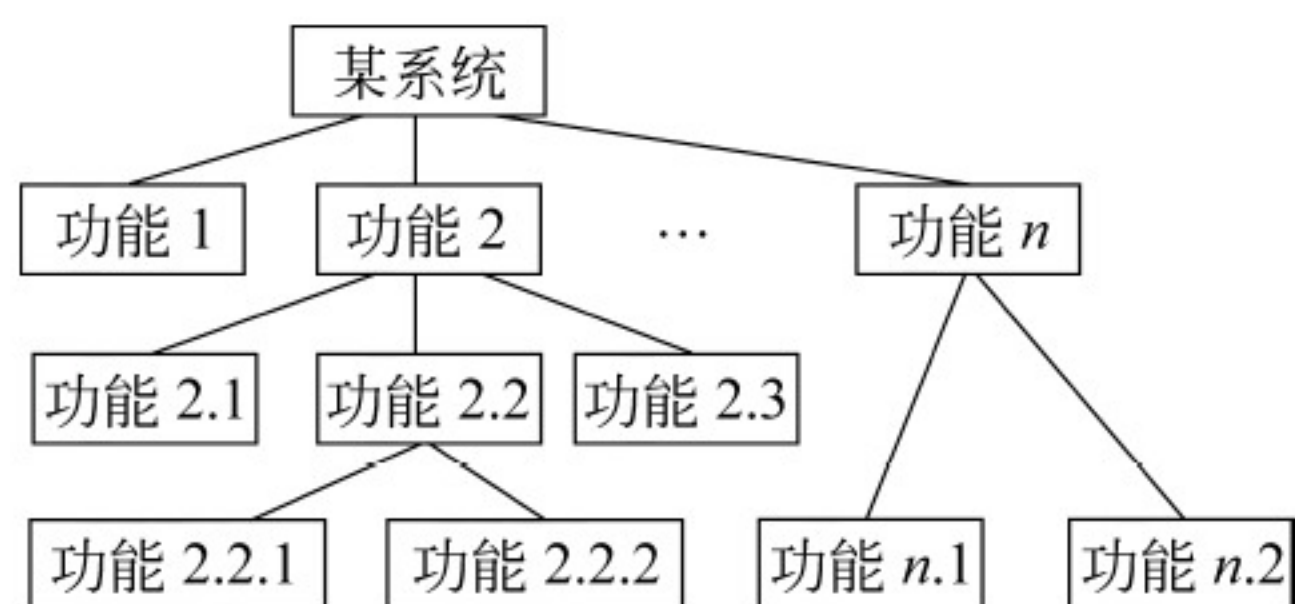 某系统
功能 1
功能 2
…
功能 n
功能 2.1
功能 2.2
功能 2.3
功能 2.2.1
功能 2.2.2
功能 n.1
功能 n.2